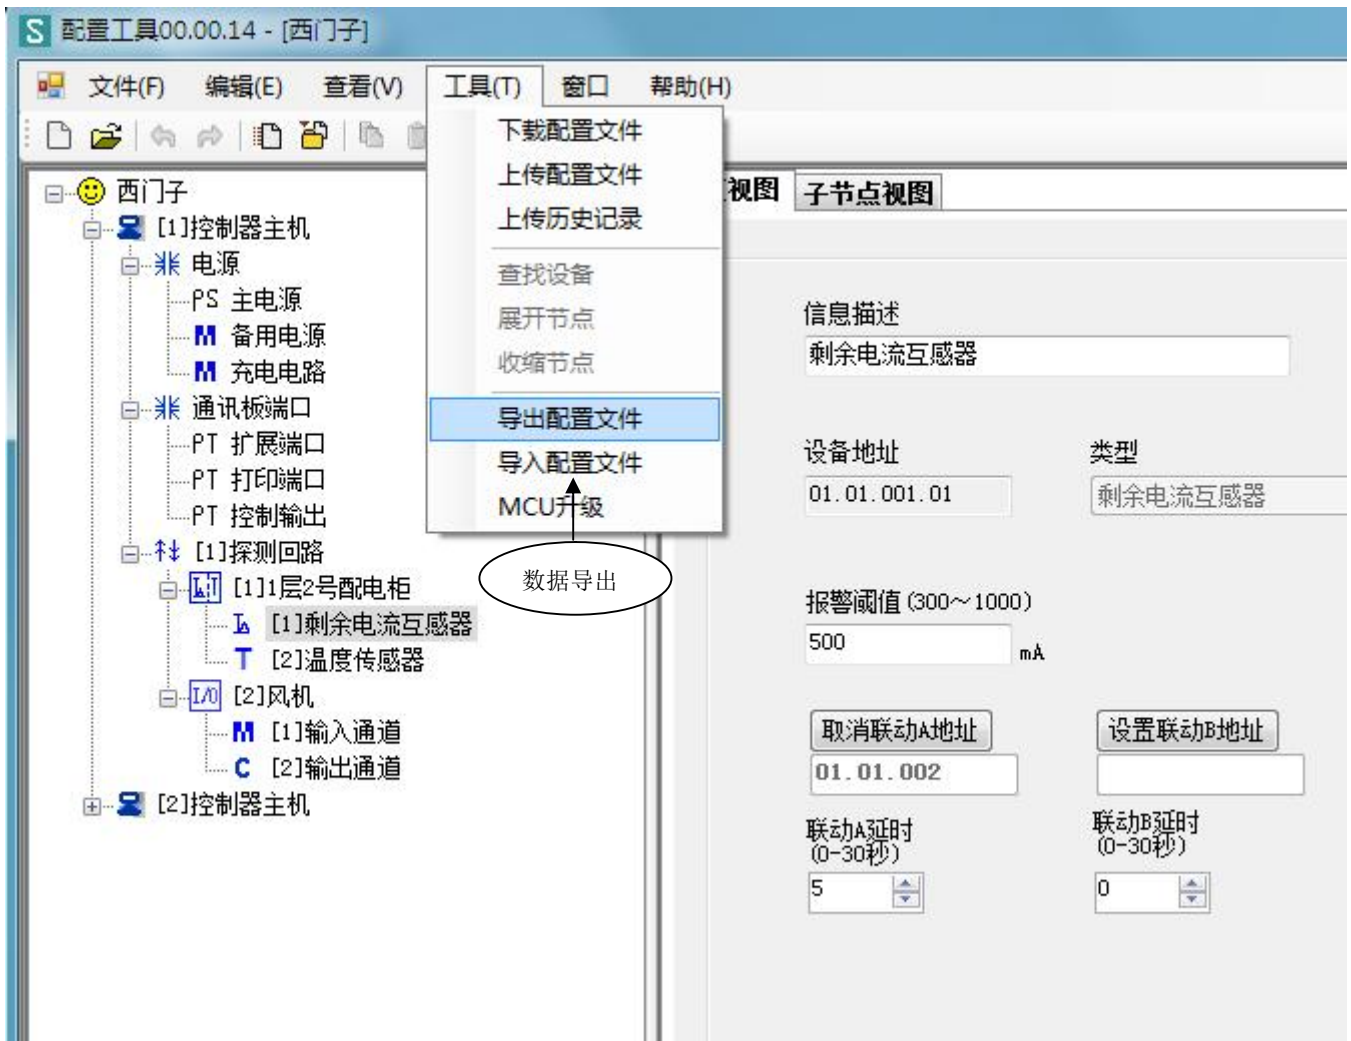 配置工具00.00.14 - [西门子]
文件(F) 编辑(E) 查看(V) 工具(T) 窗口 帮助(H)
下载配置文件
上传配置文件
上传历史记录
查找设备
展开节点
收缩节点
导出配置文件
导入配置文件
MCU升级
数据导出
西门子
[1]控制器主机
电源
PS 主电源
M 备用电源
M 充电电路
通讯板端口
PT 扩展端口
PT 打印端口
PT 控制输出
[1]探测回路
[1]1层2号配电柜
[1]剩余电流互感器
T [2]温度传感器
I/O [2]风机
M [1]输入通道
C [2]输出通道
[2]控制器主机
视图 子节点视图
信息描述
剩余电流互感器
设备地址 类型
01.01.001.01 剩余电流互感器
报警阈值(300～1000)
500 mA
取消联动A地址 设置联动B地址
01.01.002
联动A延时 联动B延时
(0-30秒) (0-30秒)
5 0